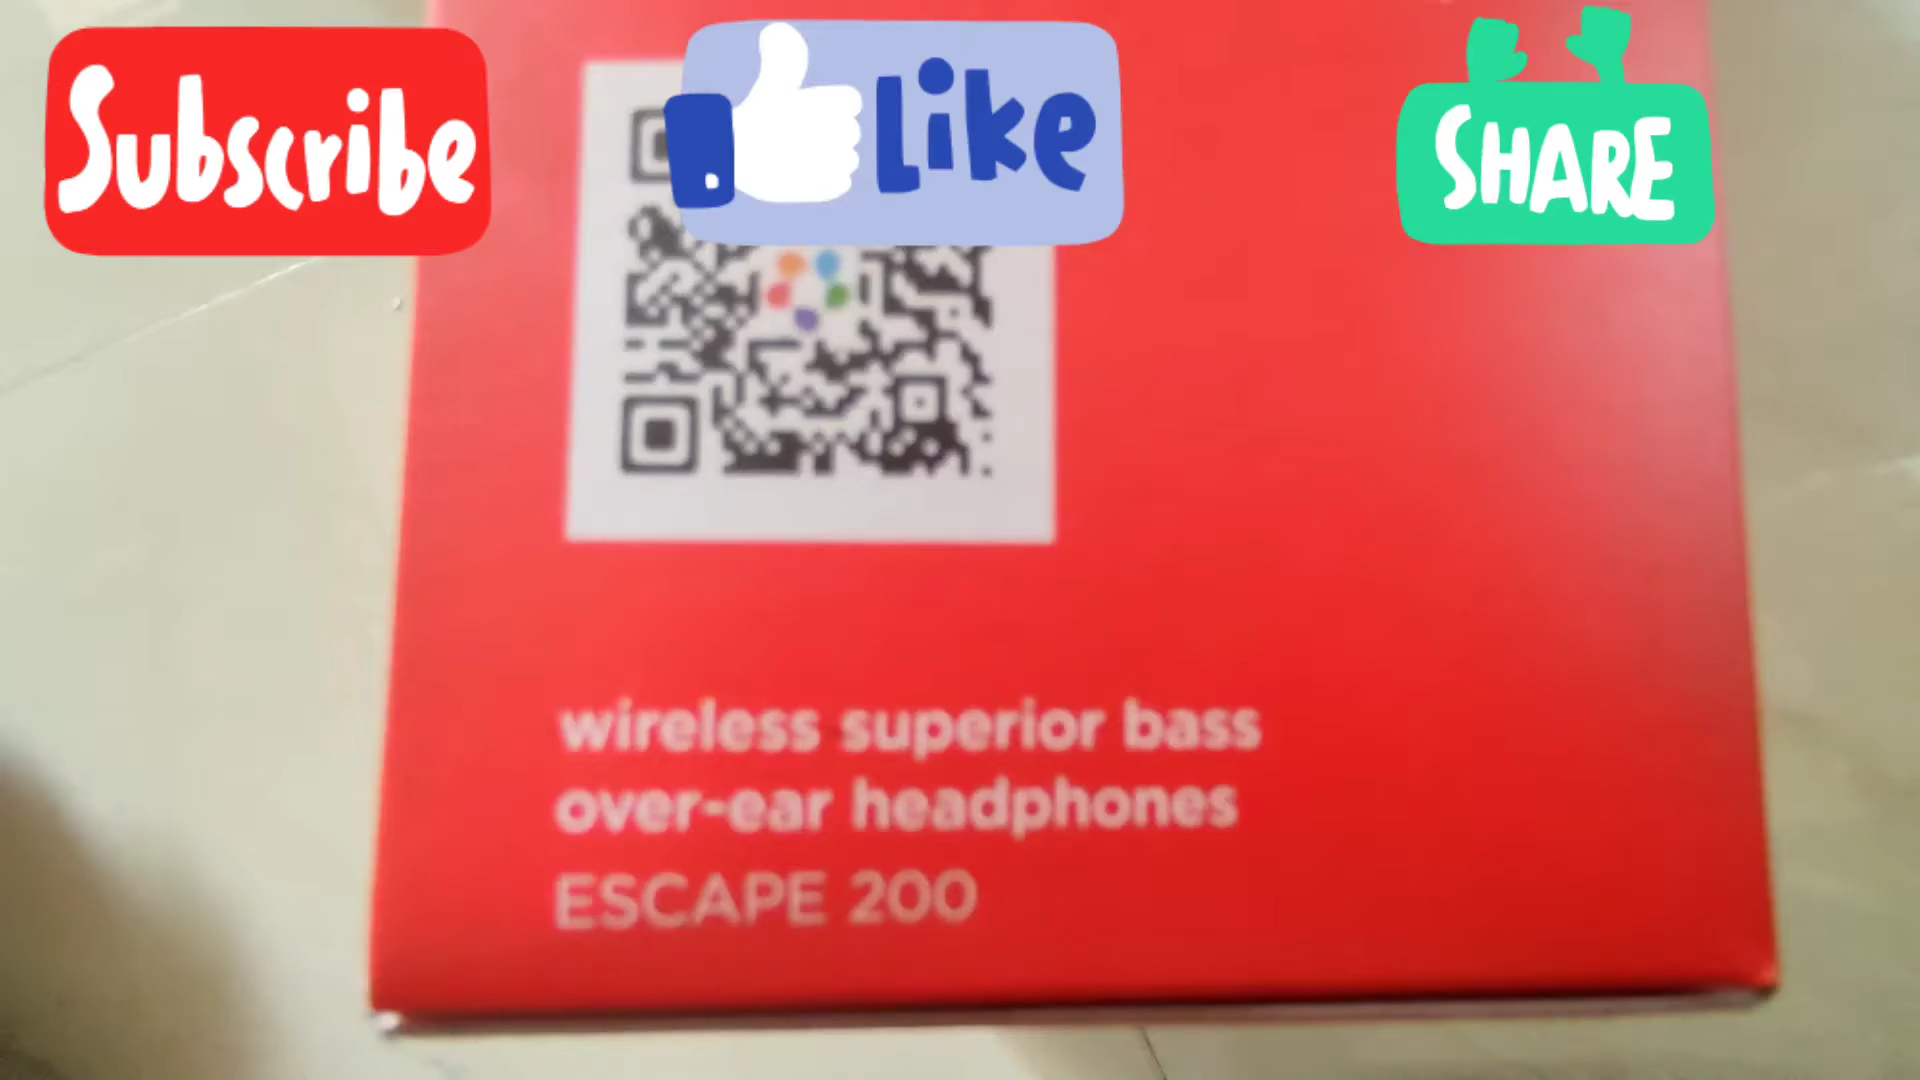 Subscribe
Like
SHARE
wireless superior bass
over-ear headphones
ESCAPE 200